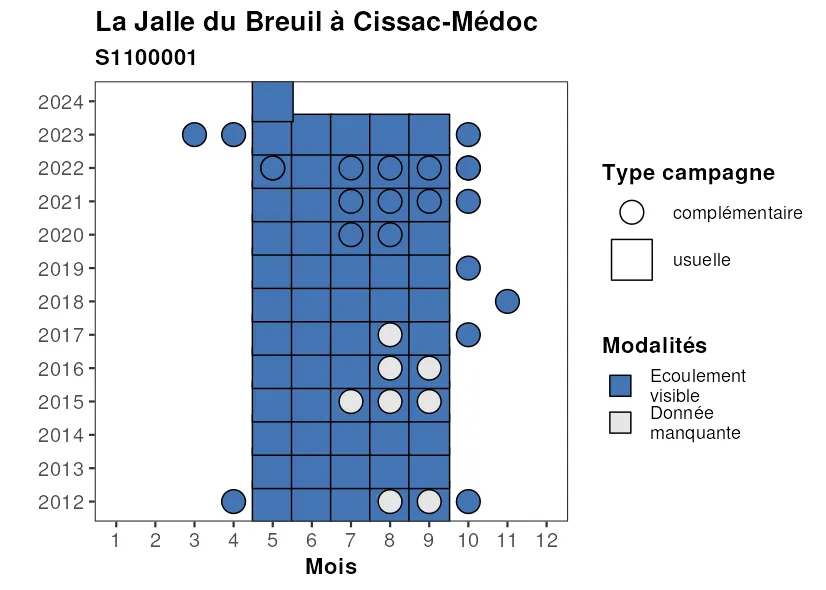 La Jalle du Breuil à Cissac-Médoc
S1100001
2024
2023
2022
2021
2020
2019
2018
2017
2016
2015
2014
2013
2012
1 2 3 4 5 6 7 8 9 10 11 12
Mois
Type campagne
complémentaire
usuelle
Modalités
Ecoulement
visible
Donnée
manquante